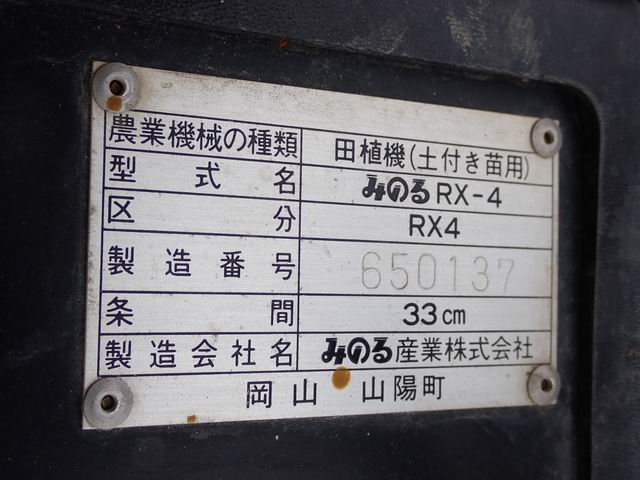 農業機械の種類 田植機(土付き苗用)
型式名 みのる RX-4
区分 RX4
製造番号 650137
条間 33cm
製造会社名 みのる産業株式会社
岡山 山陽町